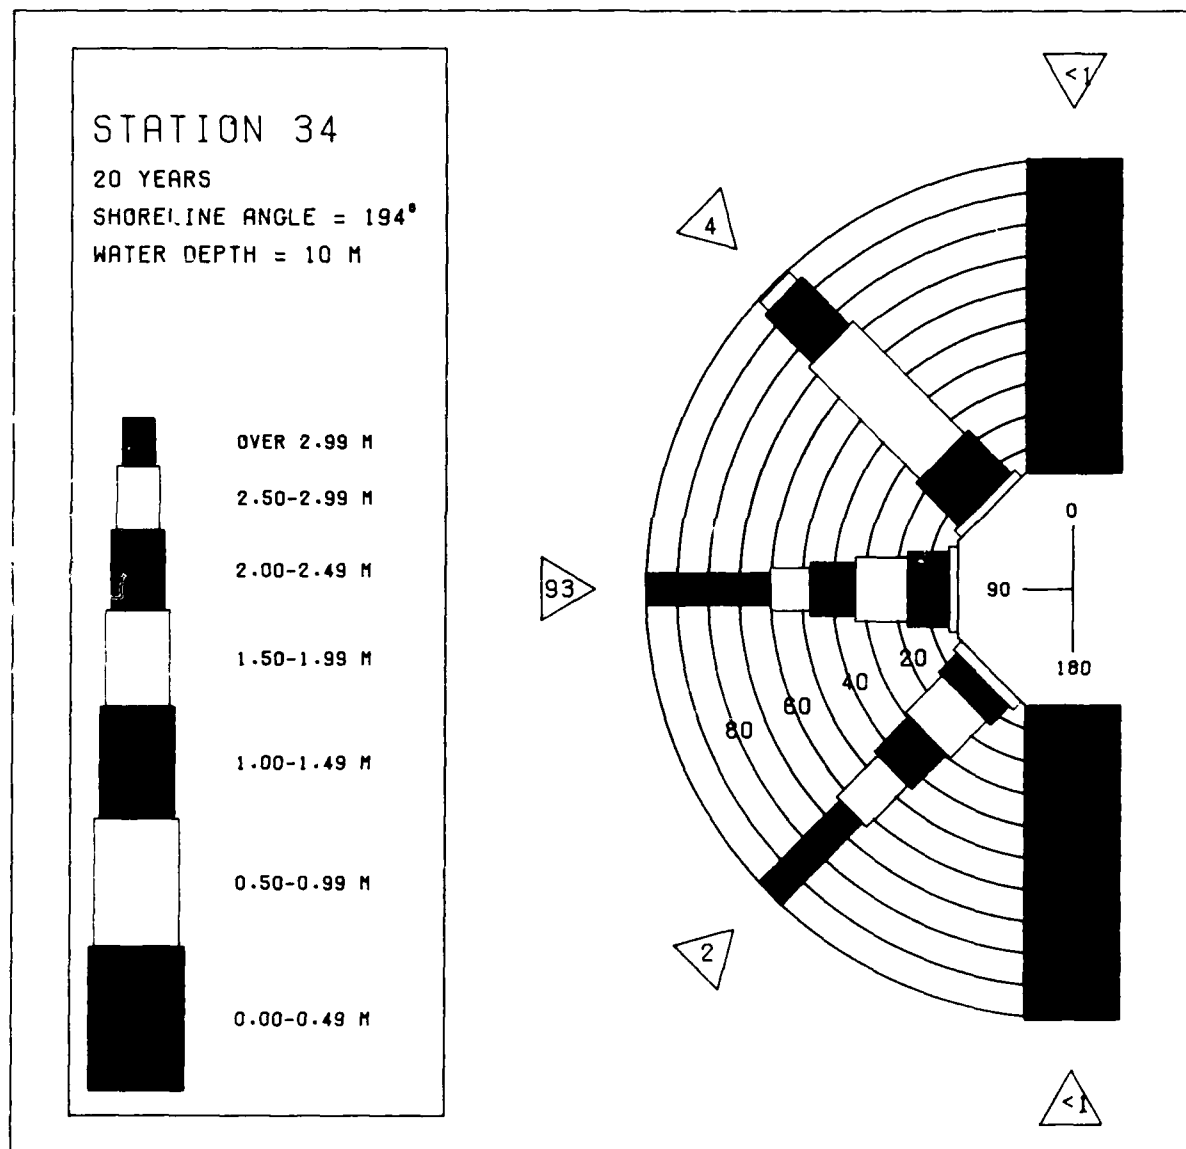 STATION 34
20 YEARS
SHORELINE ANGLE = 194°
WATER DEPTH = 10 M
OVER 2.99 M
2.50-2.99 M
2.00-2.49 M
1.50-1.99 M
1.00-1.49 M
0.50-0.99 M
0.00-0.49 M
<1
4
93
2
<1
0
90
180
20
40
60
80